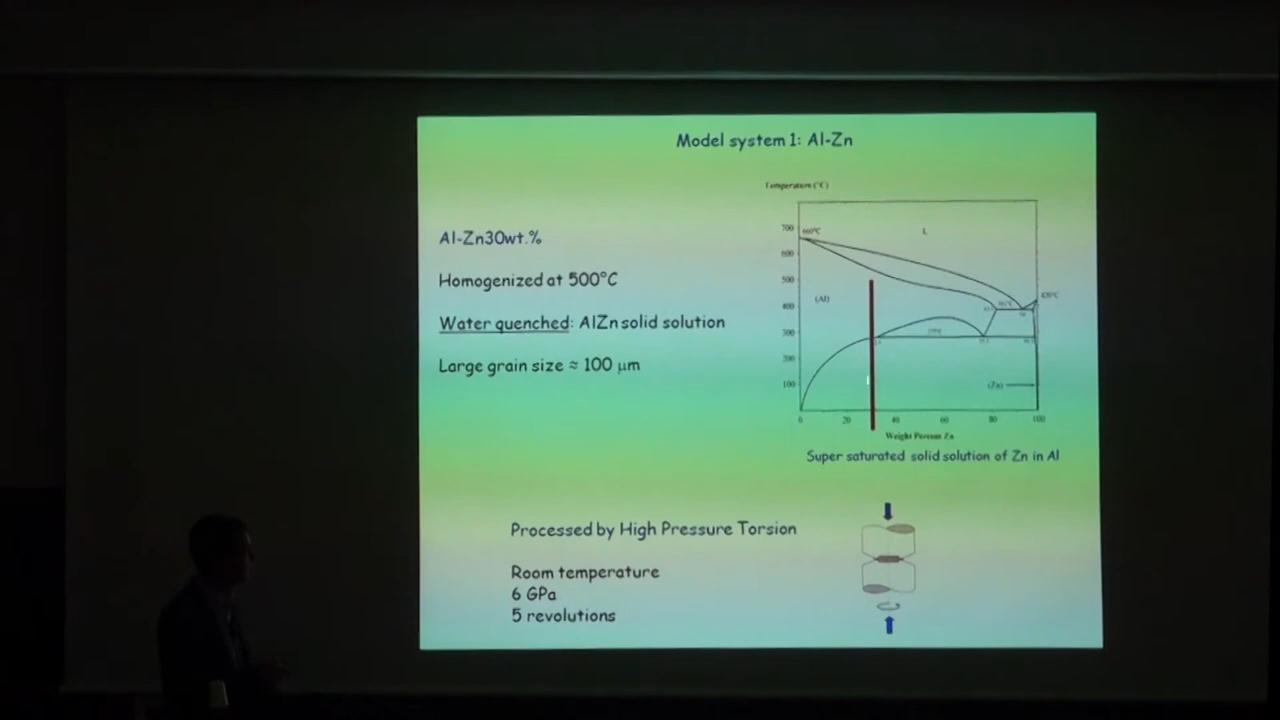 Model system 1: Al-Zn
Temperature (°C)
Al-Zn30wt.%
Homogenized at 500°C
Water quenched: AlZn solid solution
Large grain size ≈ 100 μm
700
600
500
400
300
200
100
660°C
L
(Al)
420°C
(Zn)
0
20
40
60
80
100
Weight Percent Zn
Super saturated solid solution of Zn in Al
Processed by High Pressure Torsion
Room temperature
6 GPa
5 revolutions